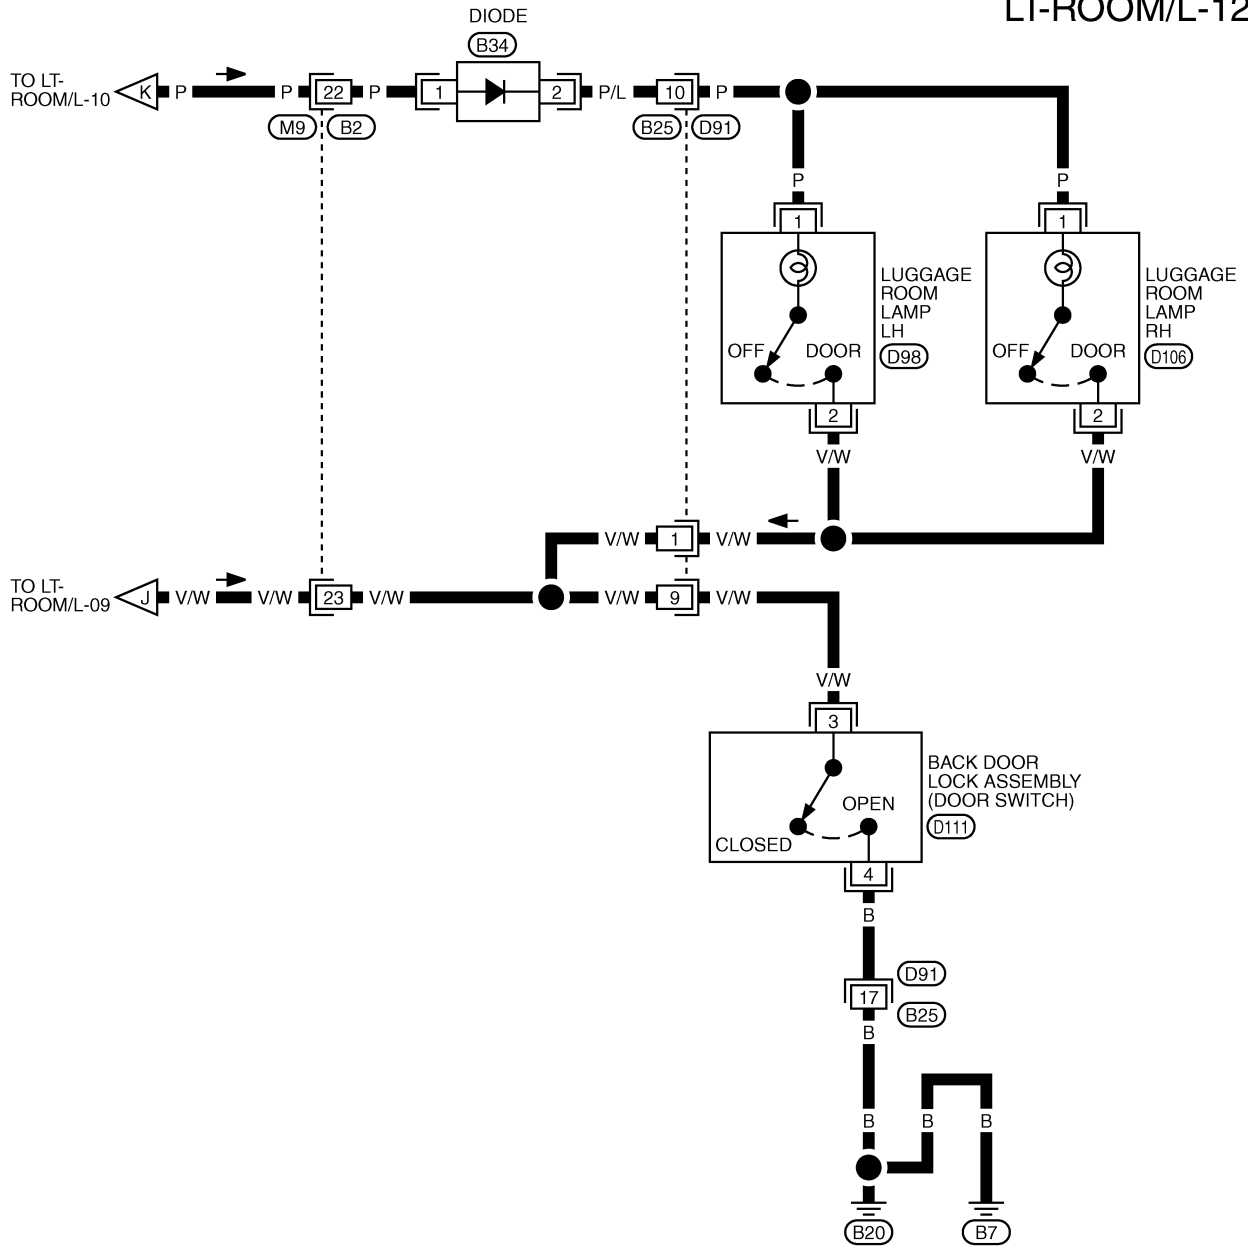 LT-ROOM/L-12
DIODE
B34
TO LT-
ROOM/L-10
K
P
P
22
P
1
2
P/L
10
P
M9
B2
B25
D91
P
P
1
1
LUGGAGE
ROOM
LAMP
LH
D98
OFF
DOOR
LUGGAGE
ROOM
LAMP
RH
D106
OFF
DOOR
2
2
V/W
V/W
V/W
1
V/W
TO LT-
ROOM/L-09
J
V/W
V/W
23
V/W
V/W
9
V/W
V/W
3
BACK DOOR
LOCK ASSEMBLY
(DOOR SWITCH)
D111
OPEN
CLOSED
4
B
D91
17
B25
B
B
B
B
B20
B7